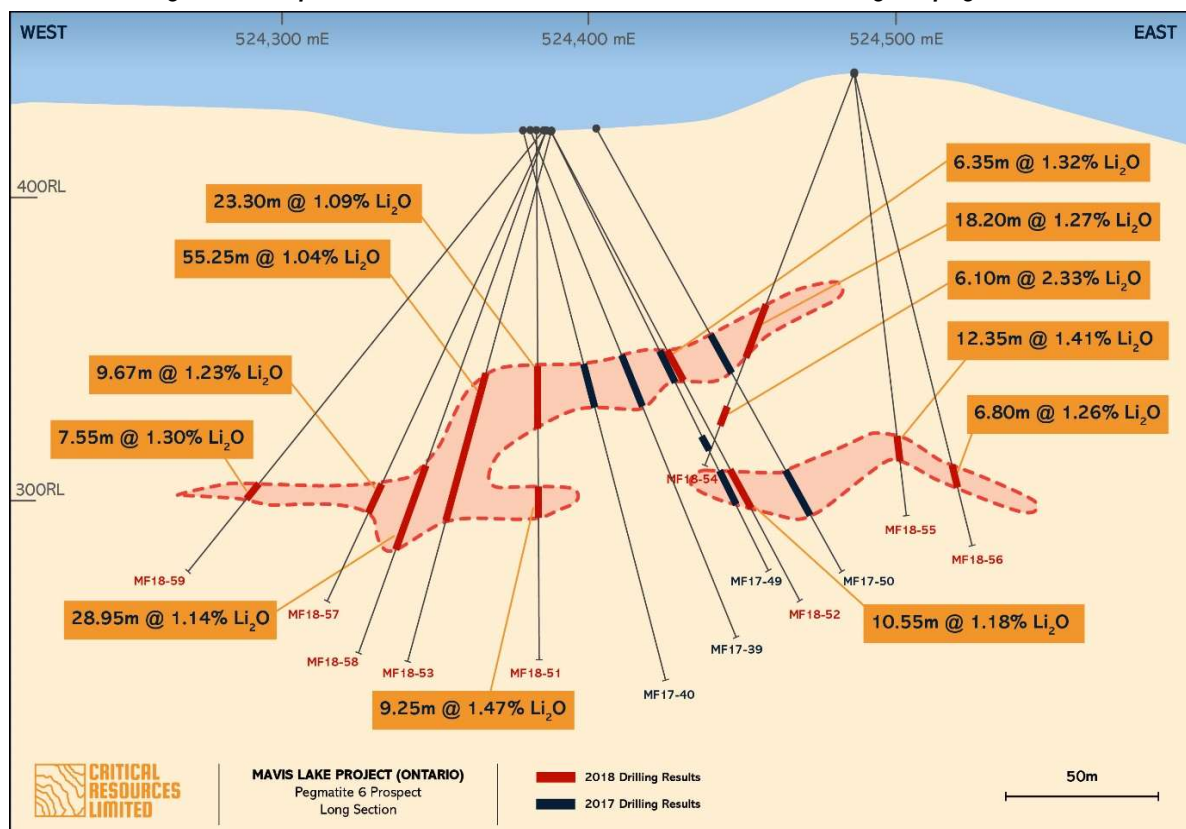 WEST
524,300 mE
524,400 mE
524,500 mE
EAST
400RL
300RL
23.30m @ 1.09% Li₂O
55.25m @ 1.04% Li₂O
9.67m @ 1.23% Li₂O
7.55m @ 1.30% Li₂O
28.95m @ 1.14% Li₂O
9.25m @ 1.47% Li₂O
6.35m @ 1.32% Li₂O
18.20m @ 1.27% Li₂O
6.10m @ 2.33% Li₂O
12.35m @ 1.41% Li₂O
6.80m @ 1.26% Li₂O
10.55m @ 1.18% Li₂O
MF18-54
MF18-55
MF18-56
MF18-59
MF18-57
MF18-58
MF18-53
MF18-51
MF17-40
MF17-39
MF17-49
MF18-52
MF17-50
CRITICAL
RESOURCES
LIMITED
MAVIS LAKE PROJECT (ONTARIO)
Pegmatite 6 Prospect
Long Section
2018 Drilling Results
2017 Drilling Results
50m